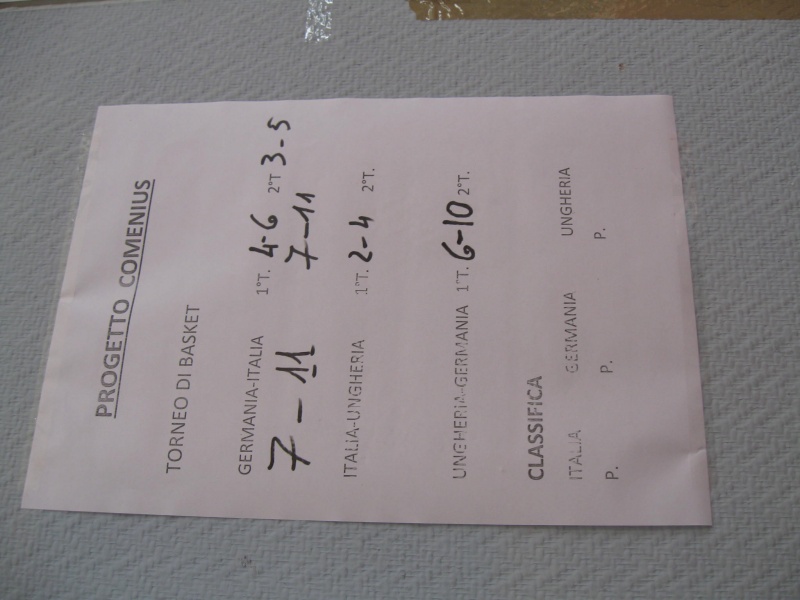 PROGETTO COMENIUS
TORNEO DI BASKET
GERMANIA-ITALIA 1°T. 4-6 2°T 3-5
7-11 7-11
ITALIA-UNGHERIA 1°T. 2-4 2°T.
UNGHERIA-GERMANIA 1°T. 6-10 2°T.
CLASSIFICA
ITALIA GERMANIA UNGHERIA
P. P. P.